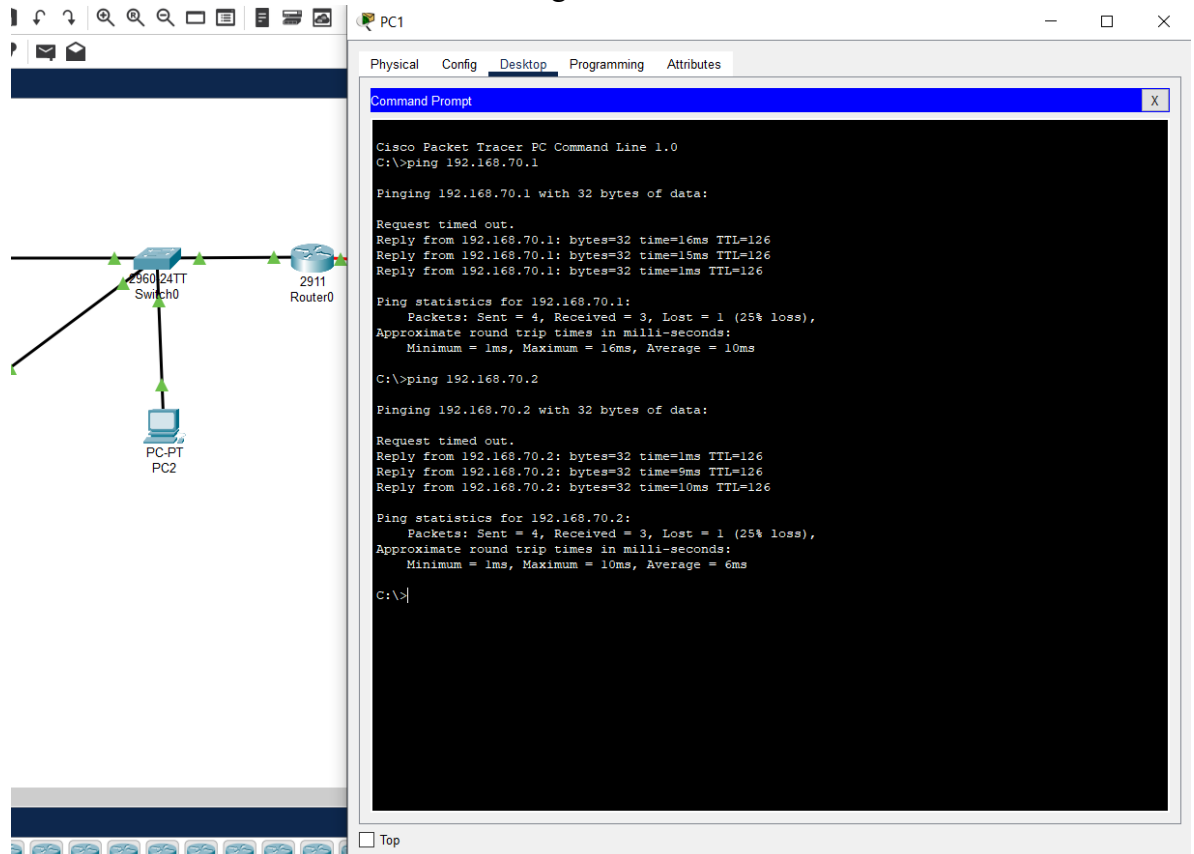 PC1
Physical Config Desktop Programming Attributes
Command Prompt
X
Cisco Packet Tracer PC Command Line 1.0
C:\>ping 192.168.70.1
Pinging 192.168.70.1 with 32 bytes of data:
Request timed out.
Reply from 192.168.70.1: bytes=32 time=16ms TTL=126
Reply from 192.168.70.1: bytes=32 time=15ms TTL=126
Reply from 192.168.70.1: bytes=32 time=1ms TTL=126
Ping statistics for 192.168.70.1:
Packets: Sent = 4, Received = 3, Lost = 1 (25% loss),
Approximate round trip times in milli-seconds:
Minimum = 1ms, Maximum = 16ms, Average = 10ms
C:\>ping 192.168.70.2
Pinging 192.168.70.2 with 32 bytes of data:
Request timed out.
Reply from 192.168.70.2: bytes=32 time=1ms TTL=126
Reply from 192.168.70.2: bytes=32 time=9ms TTL=126
Reply from 192.168.70.2: bytes=32 time=10ms TTL=126
Ping statistics for 192.168.70.2:
Packets: Sent = 4, Received = 3, Lost = 1 (25% loss),
Approximate round trip times in milli-seconds:
Minimum = 1ms, Maximum = 10ms, Average = 6ms
C:\>
Top
2960-24TT
Switch0
2911
Router0
PC-PT
PC2